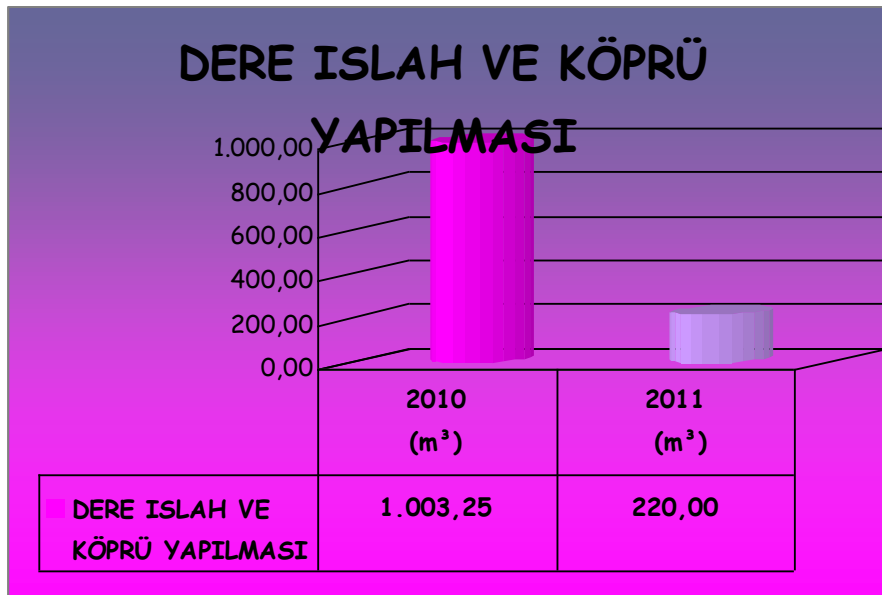 DERE ISLAH VE KÖPRÜ
YAPILMASI
1.000,00
800,00
600,00
400,00
200,00
0,00
2010
(m³)
2011
(m³)
DERE ISLAH VE
KÖPRÜ YAPILMASI
1.003,25
220,00